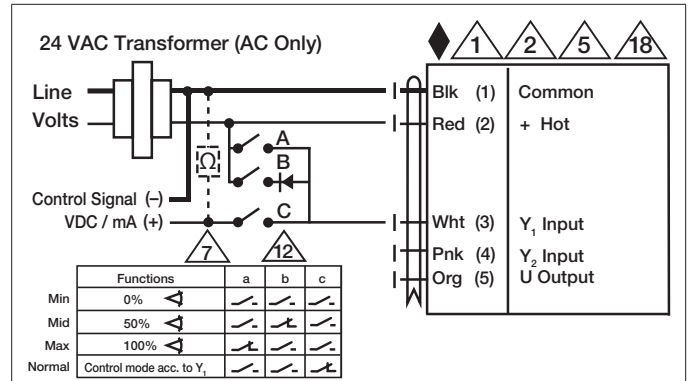 24 VAC Transformer (AC Only)
1 2 5 18
Line
Volts
Blk (1) Common
Red (2) + Hot
A
B
C
Ω
Control Signal (–)
VDC / mA (+)
Wht (3) Y₁ Input
Pnk (4) Y₂ Input
Org (5) U Output
7 12
Functions a b c
Min 0%
Mid 50%
Max 100%
Normal Control mode acc. to Y₁